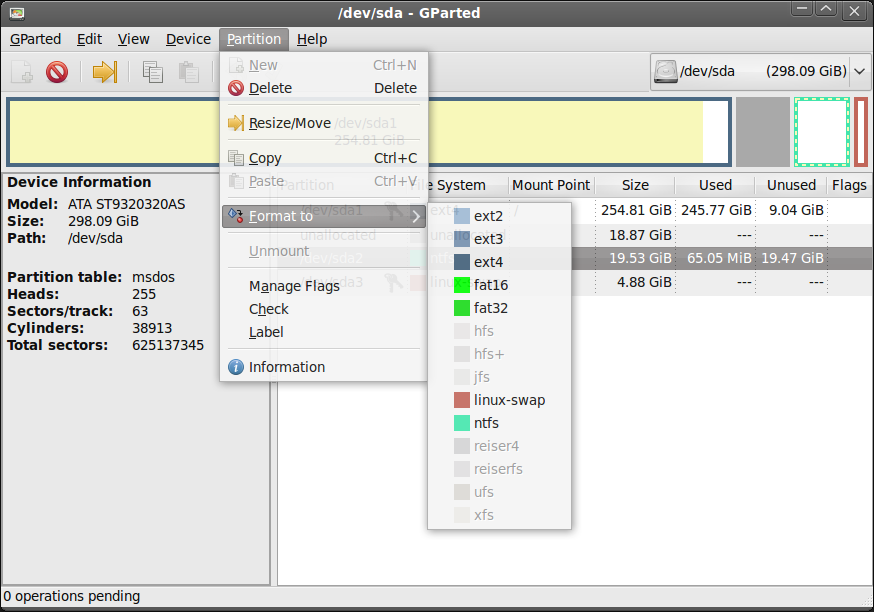 /dev/sda - GParted
GParted Edit View Device Partition Help
New Ctrl+N
Delete Delete
Resize/Move
Copy Ctrl+C
Paste Ctrl+V
Format to
Unmount
Manage Flags
Check
Label
Information
/dev/sda (298.09 GiB)
/dev/sda1
254.81 GiB
Device Information
Model: ATA ST9320320AS
Size: 298.09 GiB
Path: /dev/sda
Partition table: msdos
Heads: 255
Sectors/track: 63
Cylinders: 38913
Total sectors: 625137345
Partition File System Mount Point Size Used Unused Flags
/dev/sda1 ext4 / 254.81 GiB 245.77 GiB 9.04 GiB
unallocated unallocated 18.87 GiB --- ---
/dev/sda2 ntfs 19.53 GiB 65.05 MiB 19.47 GiB
/dev/sda3 linux-swap 4.88 GiB --- ---
ext2
ext3
ext4
fat16
fat32
hfs
hfs+
jfs
linux-swap
ntfs
reiser4
reiserfs
ufs
xfs
0 operations pending